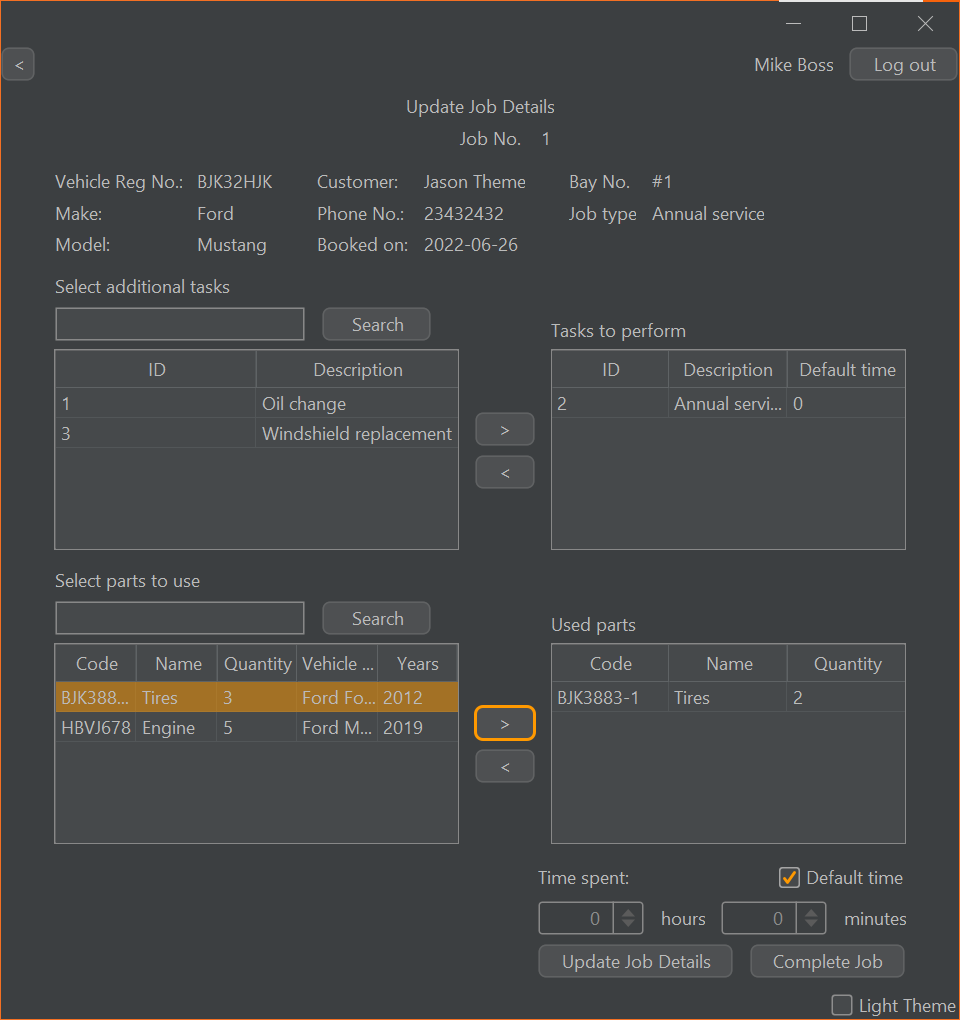 <
Mike Boss
Log out
Update Job Details
Job No. 1
Vehicle Reg No.: BJK32HJK Customer: Jason Theme Bay No. #1
Make: Ford Phone No.: 23432432 Job type Annual service
Model: Mustang Booked on: 2022-06-26
Select additional tasks
Search
Tasks to perform
ID Description
1 Oil change
3 Windshield replacement
>
<
ID Description Default time
2 Annual servi... 0
Select parts to use
Search
Used parts
Code Name Quantity Vehicle ... Years
BJK388... Tires 3 Ford Fo... 2012
HBVJ678 Engine 5 Ford M... 2019
>
<
Code Name Quantity
BJK3883-1 Tires 2
Time spent: Default time
0 hours 0 minutes
Update Job Details Complete Job
Light Theme